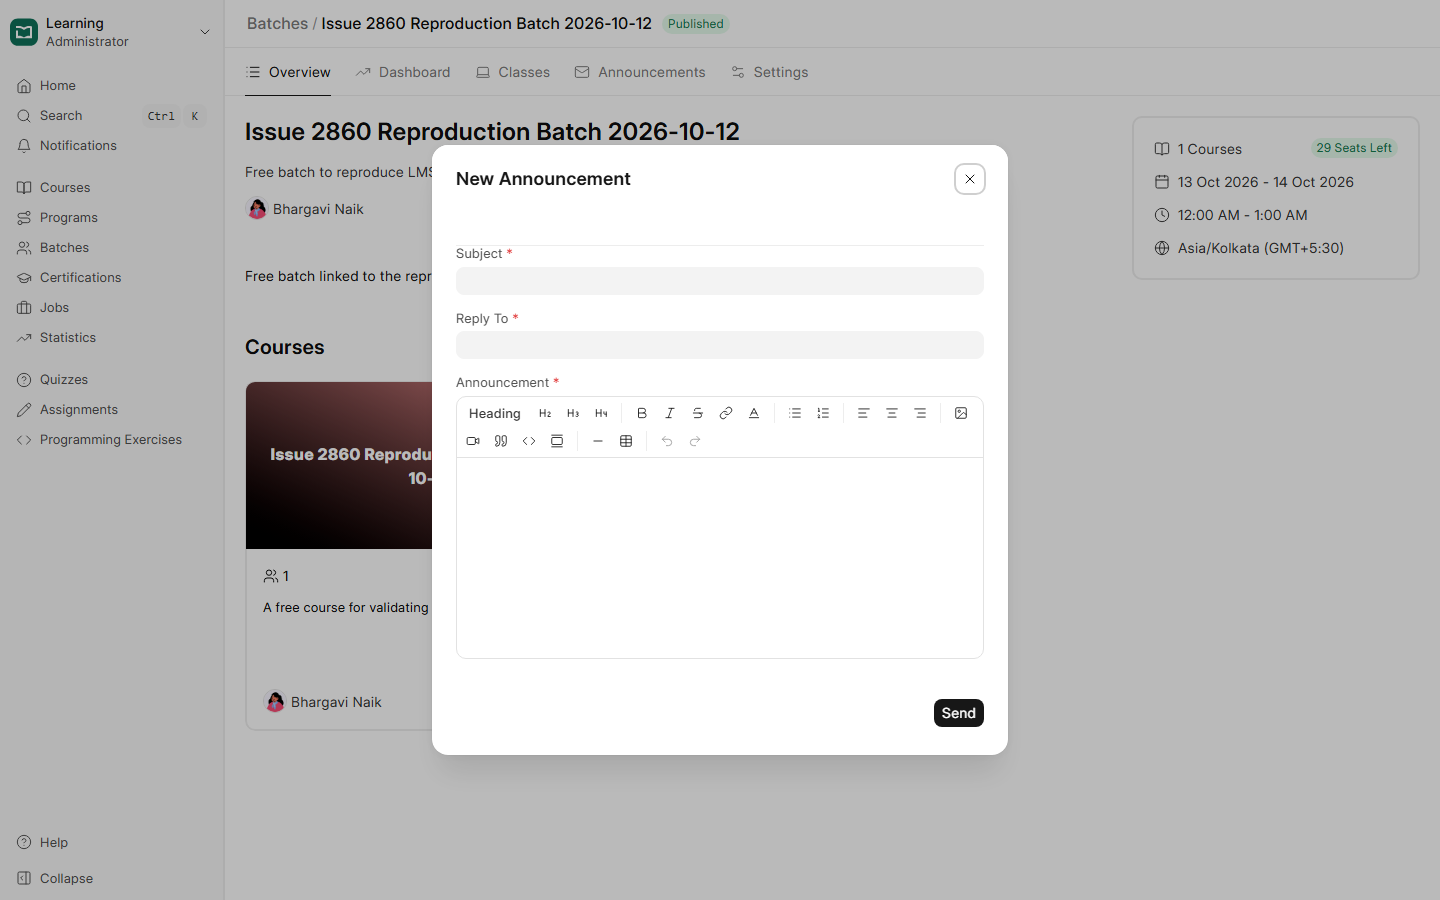 Learning
Administrator
Home
Search Ctrl K
Notifications
Courses
Programs
Batches
Certifications
Jobs
Statistics
Quizzes
Assignments
Programming Exercises
Help
Collapse
Batches / Issue 2860 Reproduction Batch 2026-10-12 Published
Overview Dashboard Classes Announcements Settings
Issue 2860 Reproduction Batch 2026-10-12
Free batch to reproduce LMS
Bhargavi Naik
Free batch linked to the repr
Courses
Issue 2860 Reprodu
10-
1
A free course for validating
Bhargavi Naik
1 Courses 29 Seats Left
13 Oct 2026 - 14 Oct 2026
12:00 AM - 1:00 AM
Asia/Kolkata (GMT+5:30)
New Announcement
Subject *
Reply To *
Announcement *
Heading H2 H3 H4 B I S A
Send